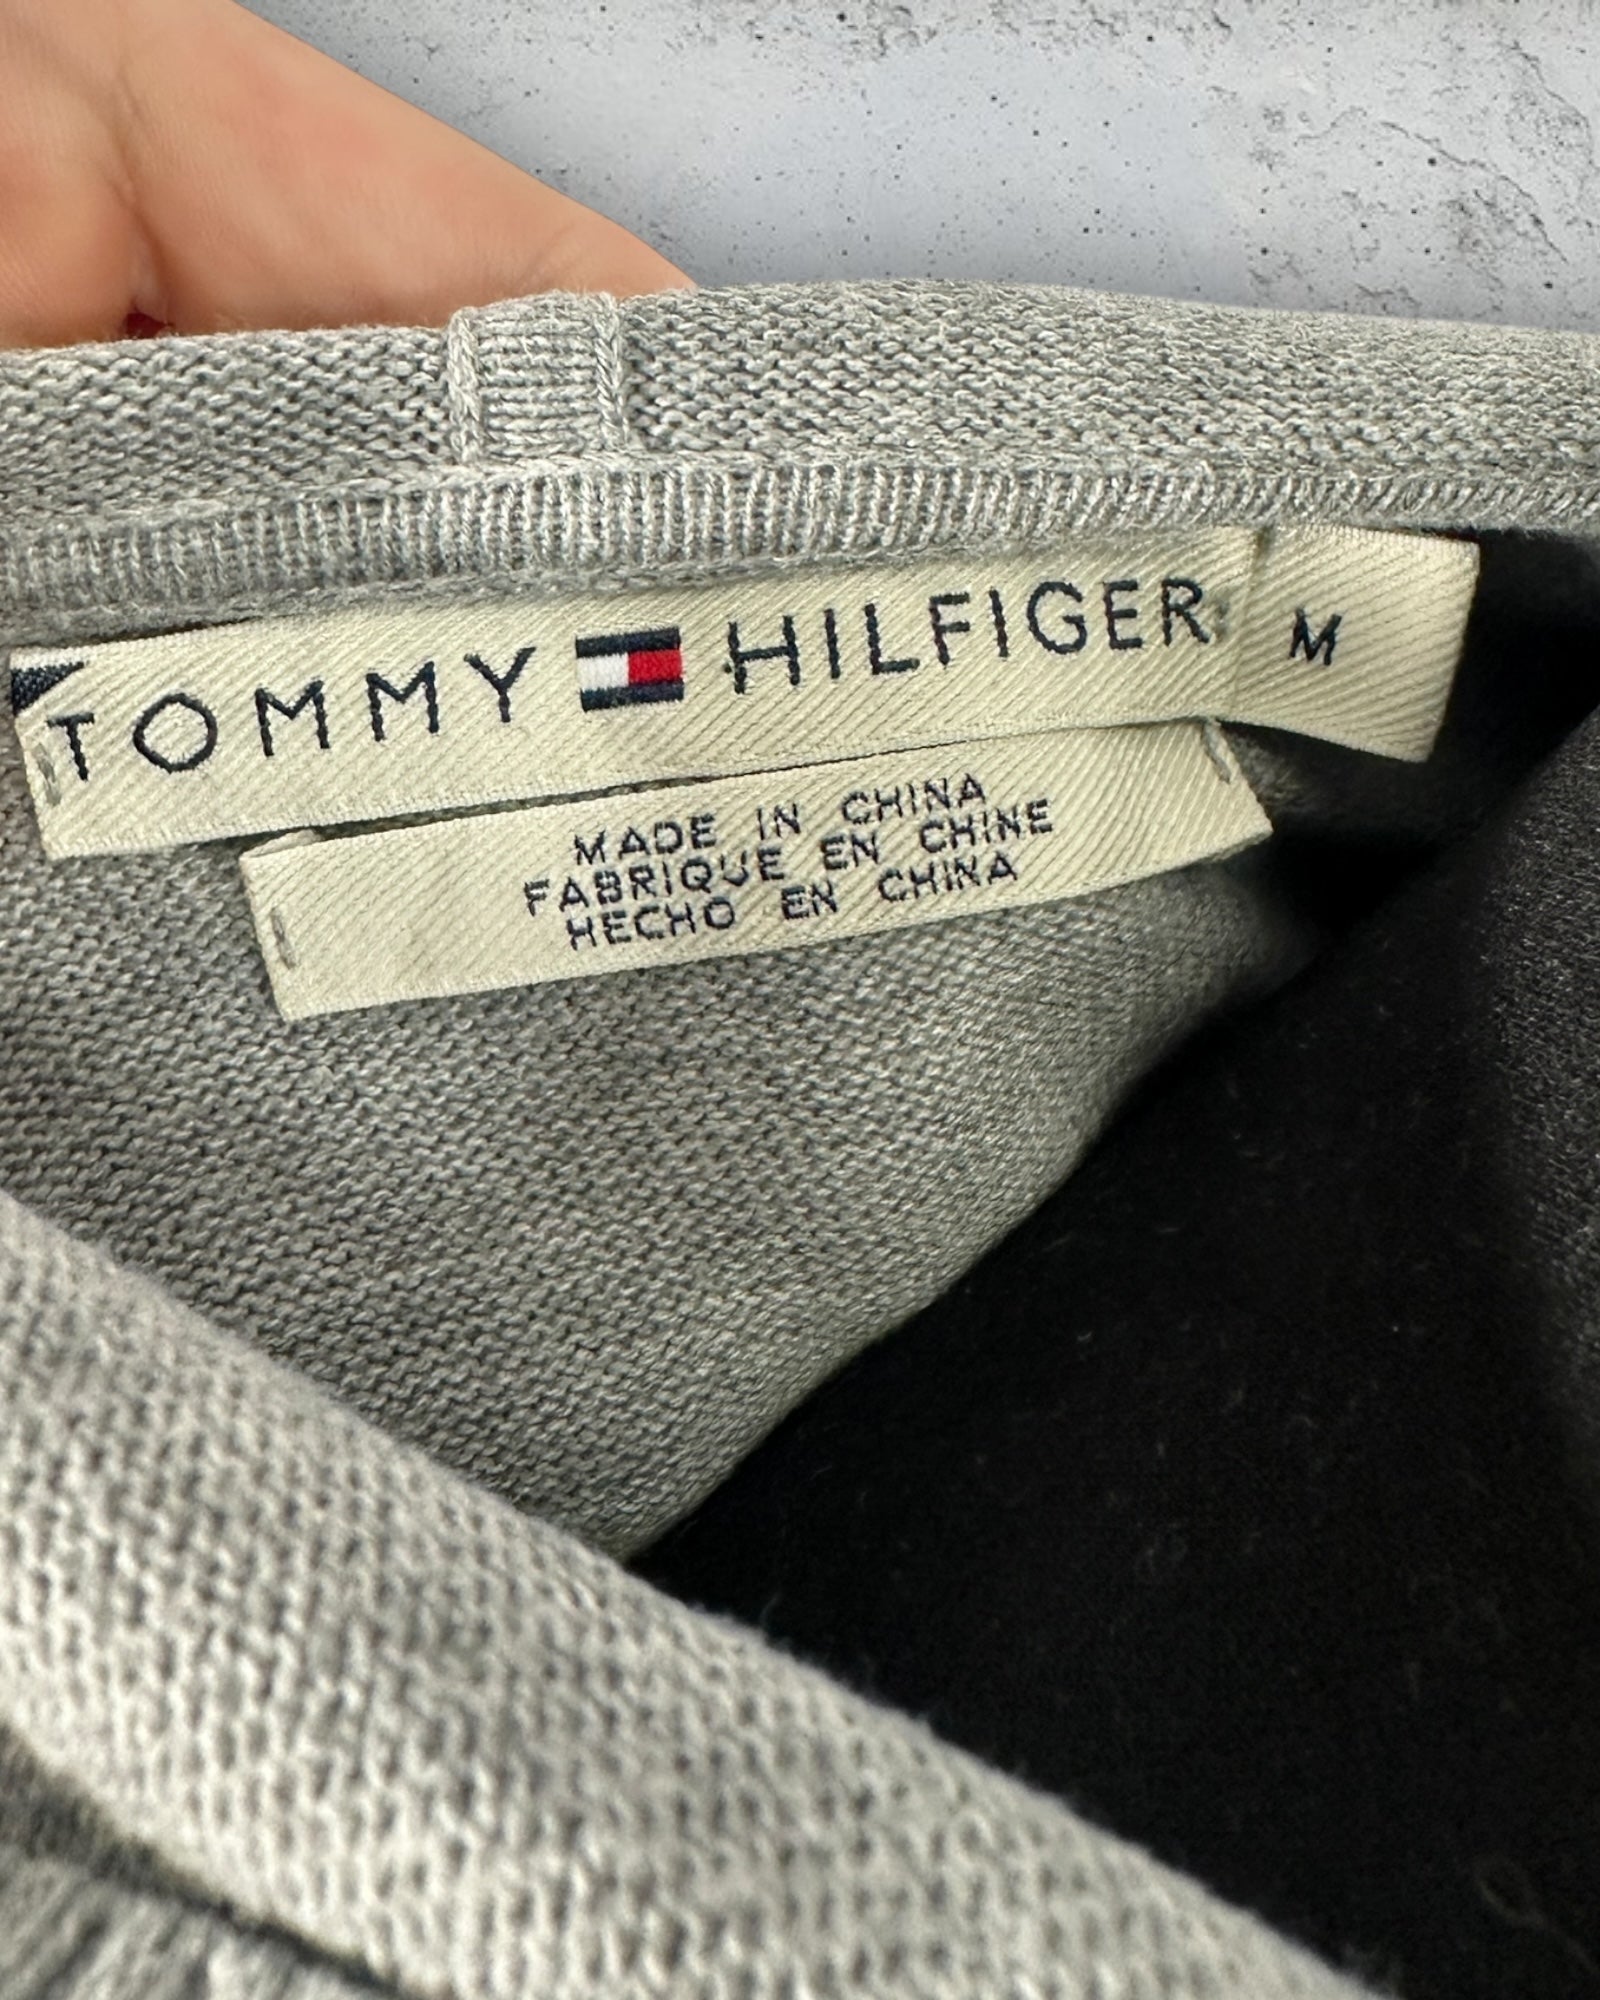 TOMMY HILFIGER M
MADE IN CHINA
FABRIQUE EN CHINE
HECHO EN CHINA